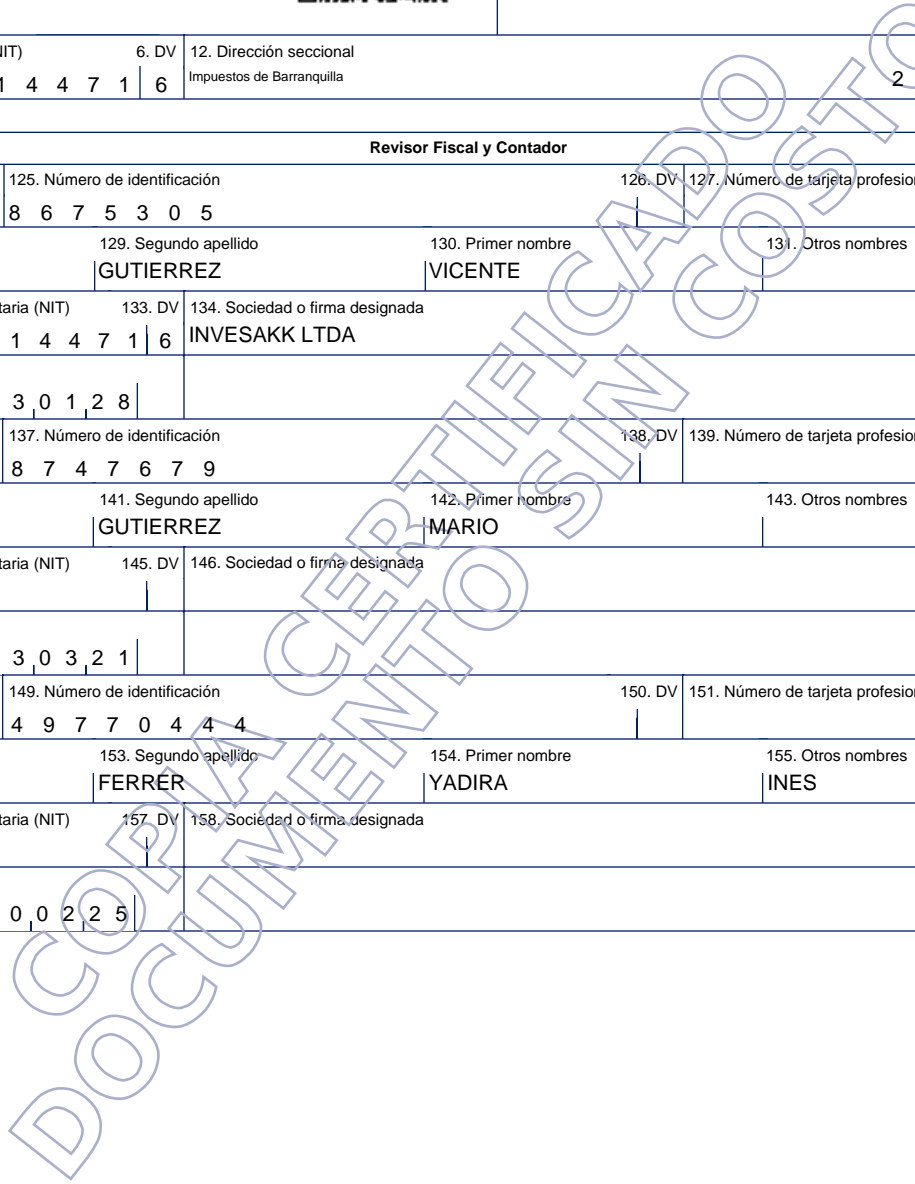 IT) 6. DV 12. Dirección seccional
1 4 4 7 1 6 Impuestos de Barranquilla 2
Revisor Fiscal y Contador
125. Número de identificación 126. DV 127. Número de tarjeta profesion
8 6 7 5 3 0 5
129. Segundo apellido 130. Primer nombre 131. Otros nombres
GUTIERREZ VICENTE
taria (NIT) 133. DV 134. Sociedad o firma designada
1 4 4 7 1 6 INVESAKK LTDA
3 0 1 2 8
137. Número de identificación 138. DV 139. Número de tarjeta profesion
8 7 4 7 6 7 9
141. Segundo apellido 142. Primer nombre 143. Otros nombres
GUTIERREZ MARIO
taria (NIT) 145. DV 146. Sociedad o firma designada
3 0 3 2 1
149. Número de identificación 150. DV 151. Número de tarjeta profesion
4 9 7 7 0 4 4 4
153. Segundo apellido 154. Primer nombre 155. Otros nombres
FERRER YADIRA INES
taria (NIT) 157. DV 158. Sociedad o firma designada
0 0 2 2 5
COPIA CERTIFICADO
DOCUMENTO SIN COSTO